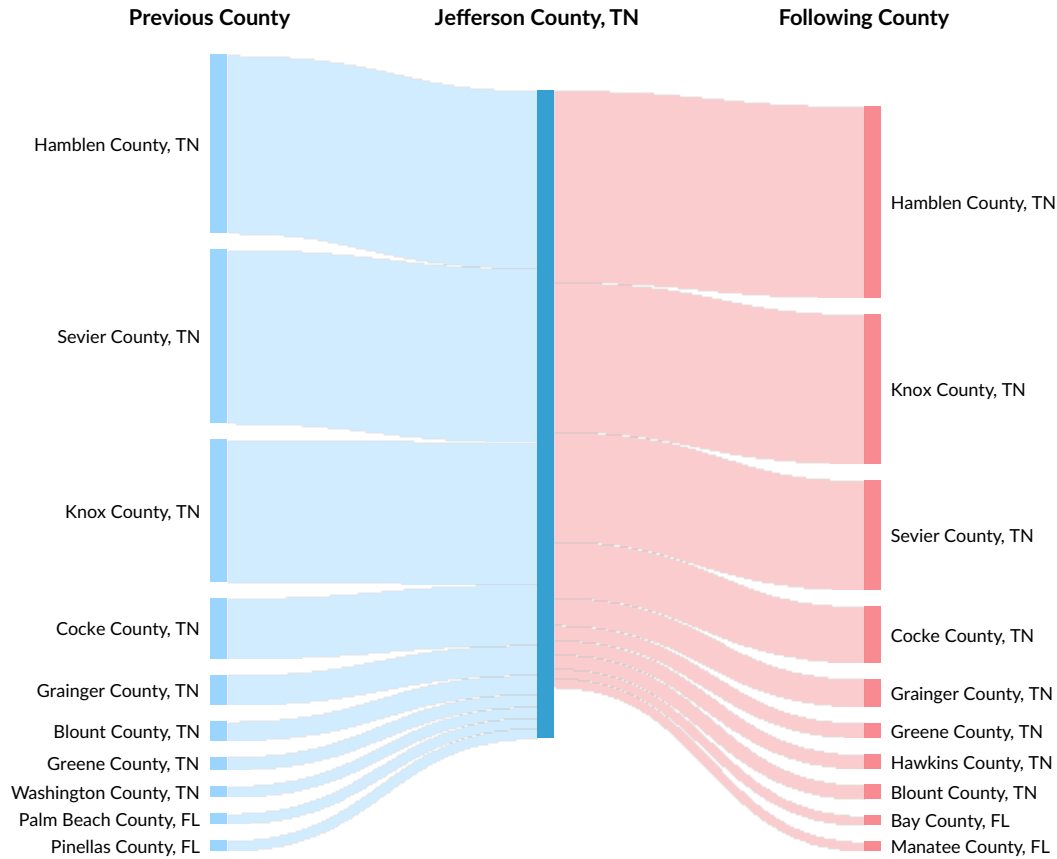 Previous County
Jefferson County, TN
Following County
Hamblen County, TN
Sevier County, TN
Knox County, TN
Cocke County, TN
Grainger County, TN
Blount County, TN
Greene County, TN
Washington County, TN
Palm Beach County, FL
Pinellas County, FL
Hamblen County, TN
Knox County, TN
Sevier County, TN
Cocke County, TN
Grainger County, TN
Greene County, TN
Hawkins County, TN
Blount County, TN
Bay County, FL
Manatee County, FL